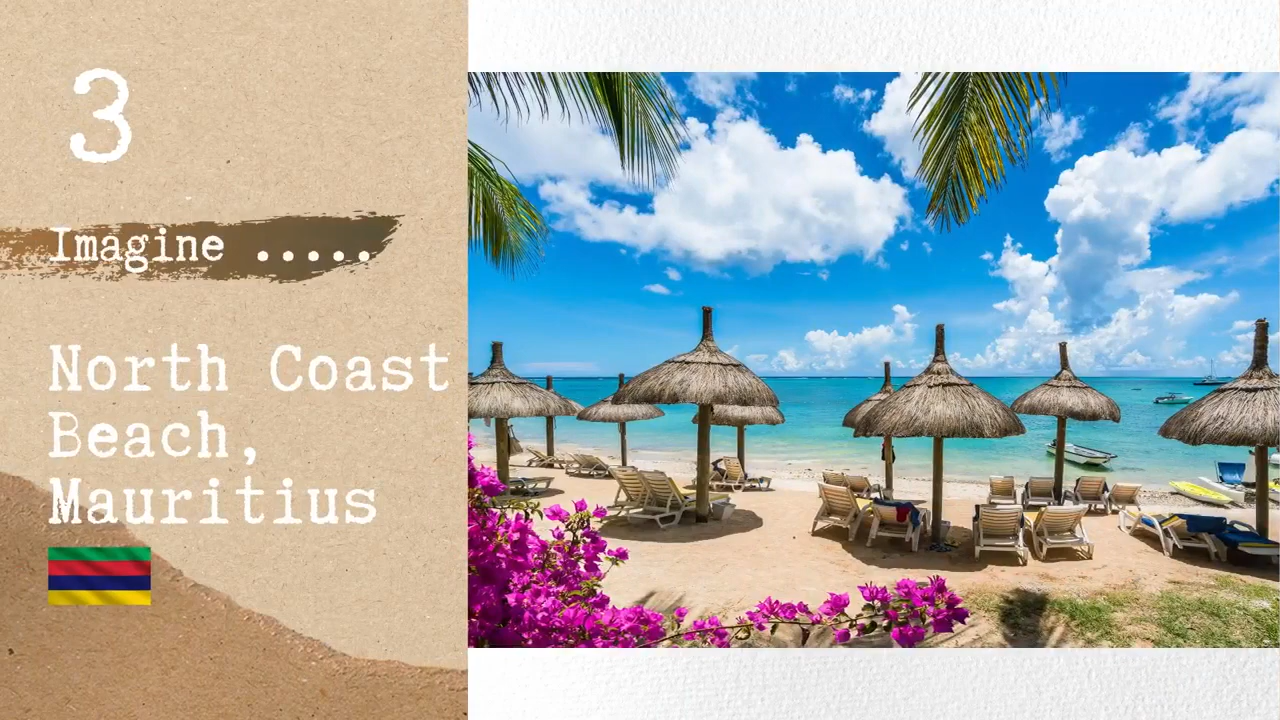 3
Imagine .....
North Coast
Beach,
Mauritius